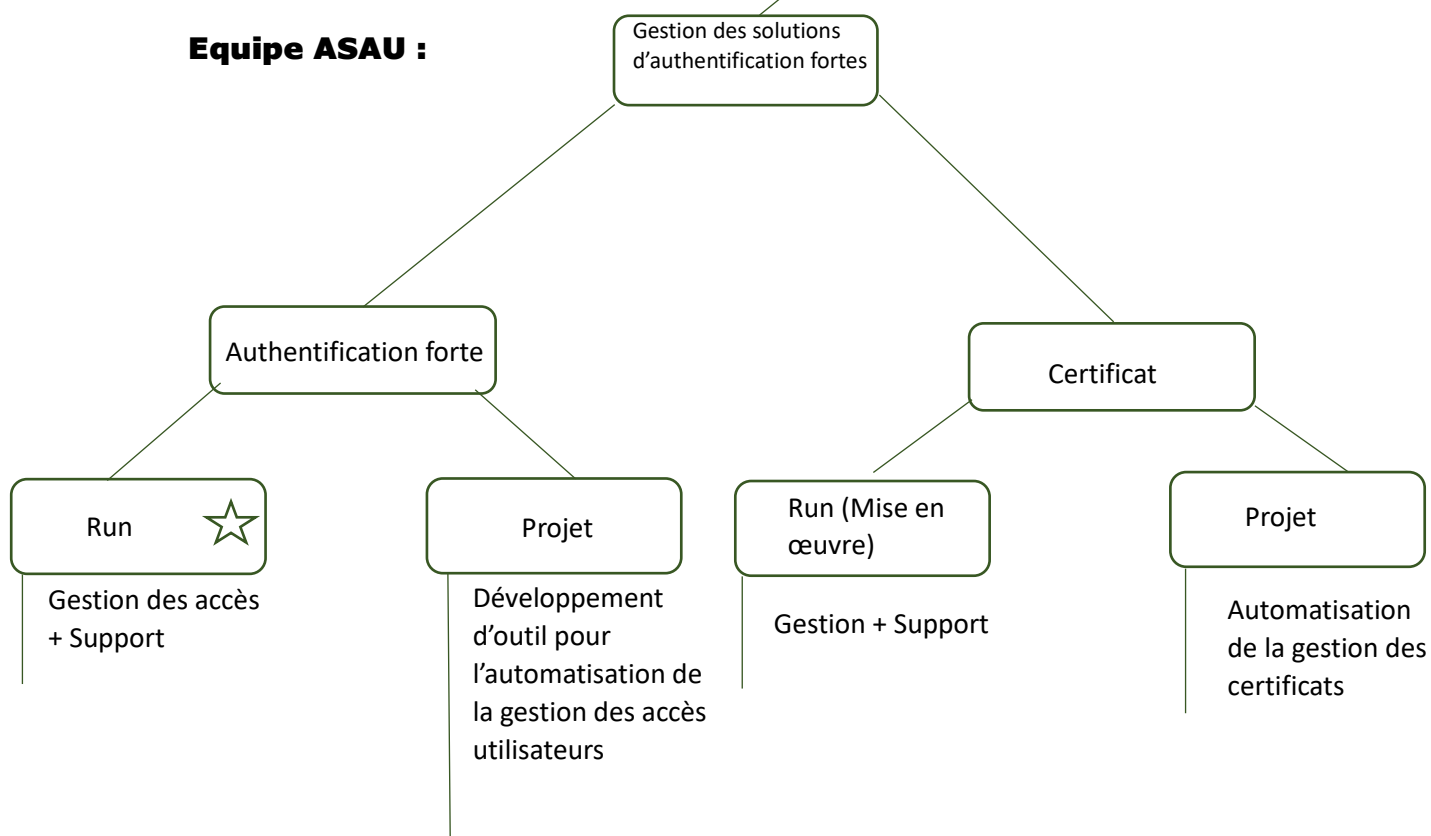 Equipe ASAU :
Gestion des solutions
d'authentification fortes
Authentification forte
Certificat
Run
Projet
Run (Mise en
œuvre)
Projet
Gestion des accès
+ Support
Développement
d'outil pour
l'automatisation de
la gestion des accès
utilisateurs
Gestion + Support
Automatisation
de la gestion des
certificats